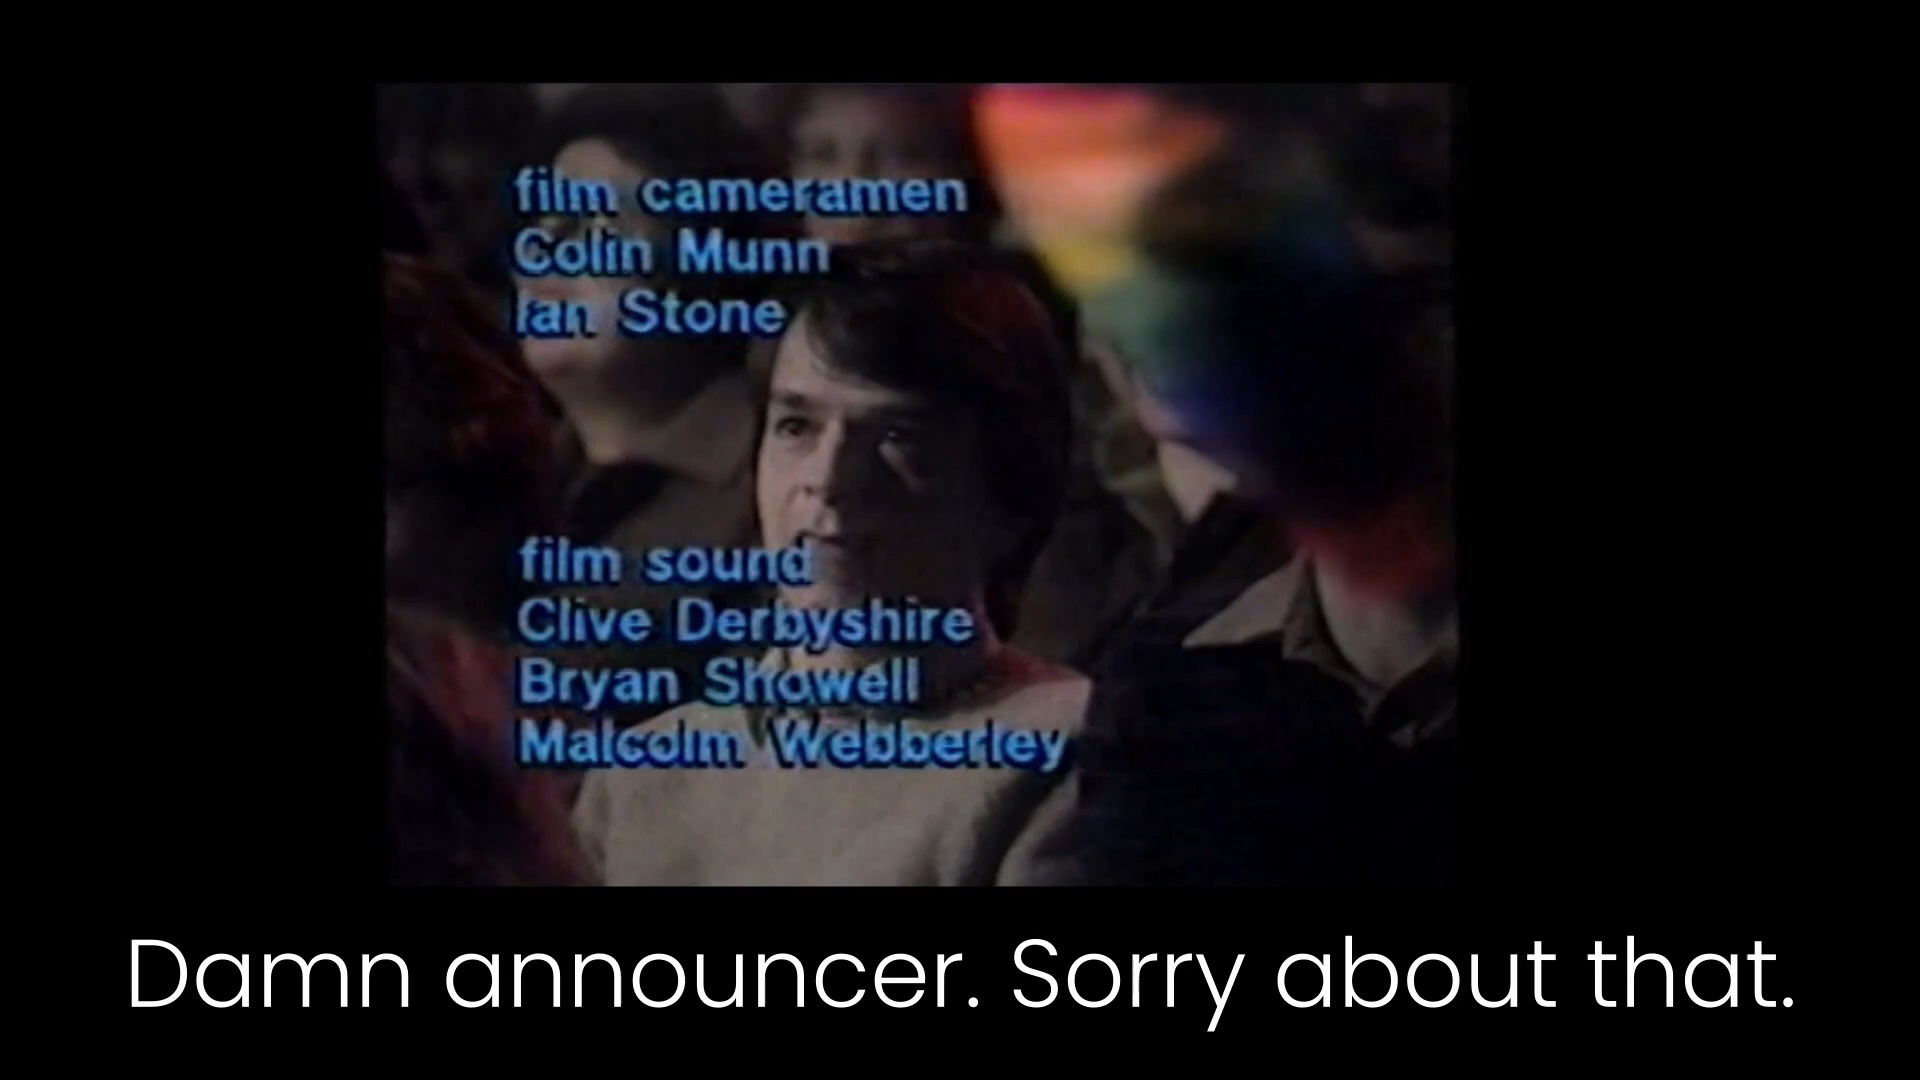 film cameramen
Colin Munn
Ian Stone
film sound
Clive Derbyshire
Bryan Showell
Malcolm Webberley
Damn announcer. Sorry about that.